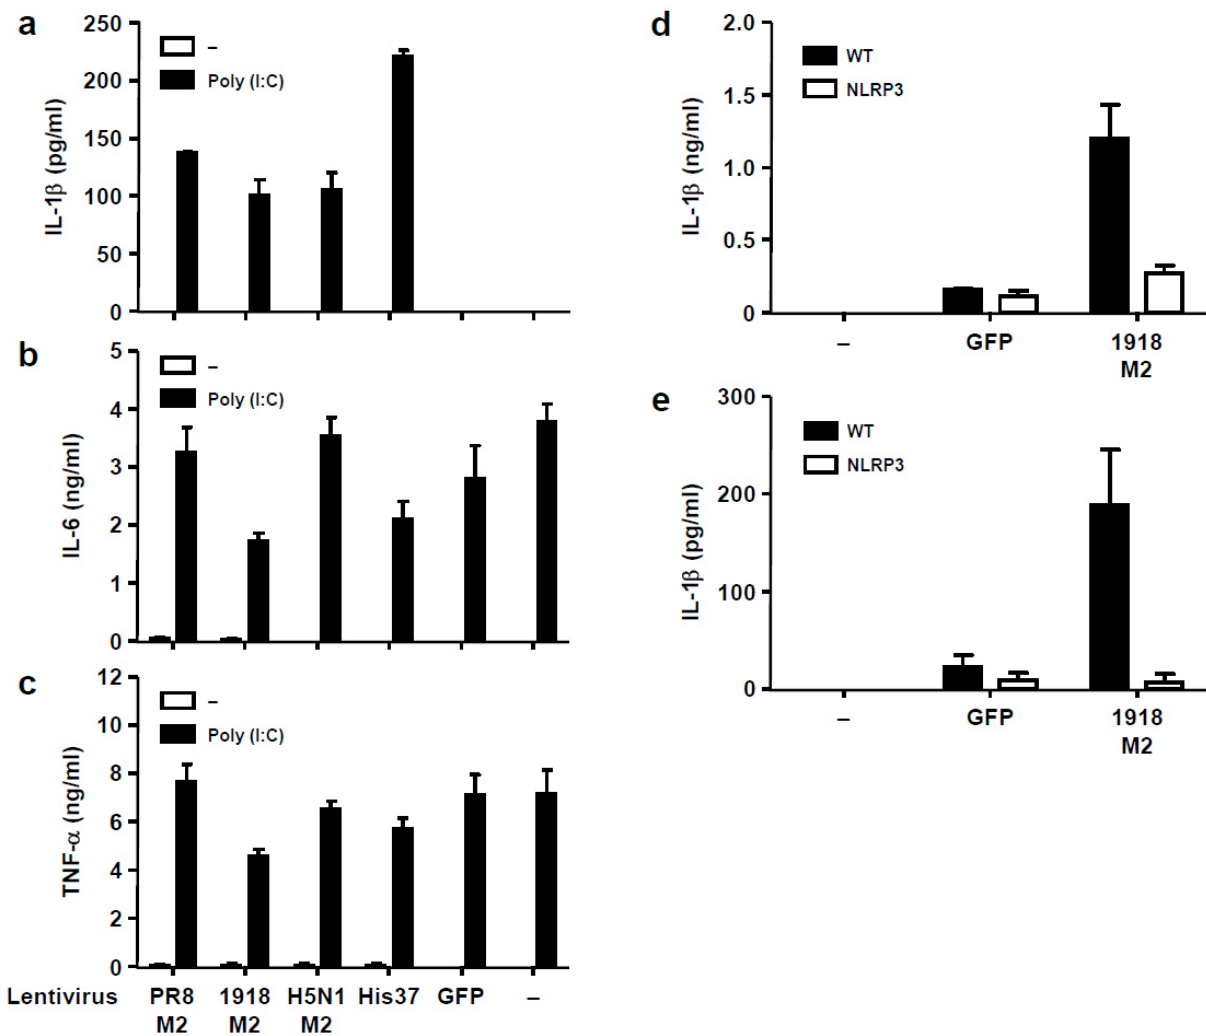 a
IL-1β (pg/ml)
250
200
150
100
50
0
–
Poly (I:C)
b
IL-6 (ng/ml)
5
4
3
2
1
0
–
Poly (I:C)
c
TNF-α (ng/ml)
12
10
8
6
4
2
0
–
Poly (I:C)
Lentivirus PR8 1918 H5N1 His37 GFP –
M2 M2 M2
d
IL-1β (ng/ml)
2.0
1.5
1.0
0.5
0
WT
NLRP3
– GFP 1918
M2
e
IL-1β (pg/ml)
300
200
100
0
WT
NLRP3
– GFP 1918
M2